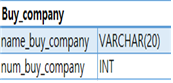 Buy_company
name_buy_company VARCHAR(20)
num_buy_company INT